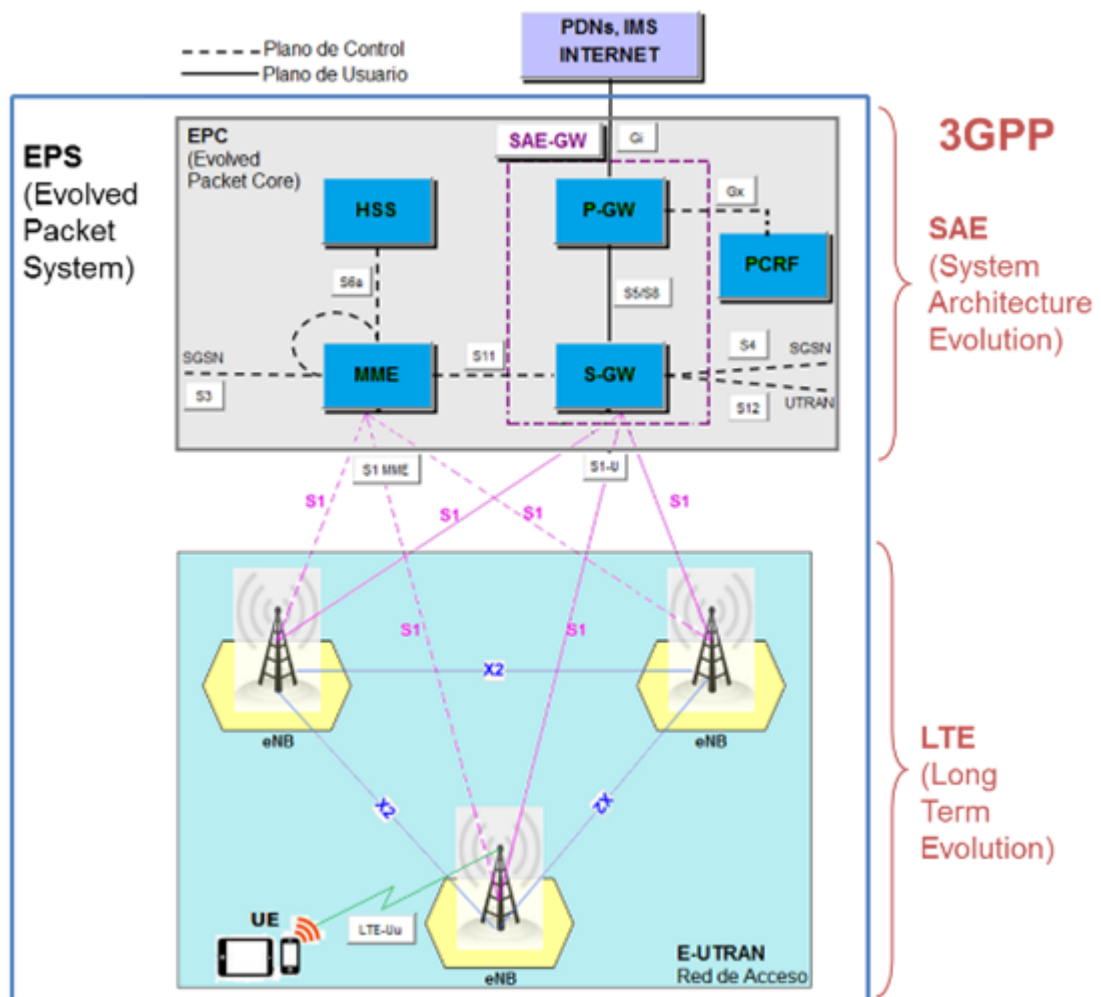 PDNs, IMS
INTERNET
Plano de Control
Plano de Usuario
EPS
(Evolved
Packet
System)
EPC
(Evolved
Packet Core)
SAE-GW
Gi
3GPP
HSS
P-GW
Gx
PCRF
SAE
(System
Architecture
Evolution)
S6a
S5/S8
SGSN
S3
MME
S11
S-GW
S4
SGSN
S12
UTRAN
S1 MME
S1-U
S1
S1
S1
S1
S1
S1
X2
eNB
eNB
X2
X2
LTE
(Long
Term
Evolution)
UE
LTE-Uu
eNB
E-UTRAN
Red de Acceso